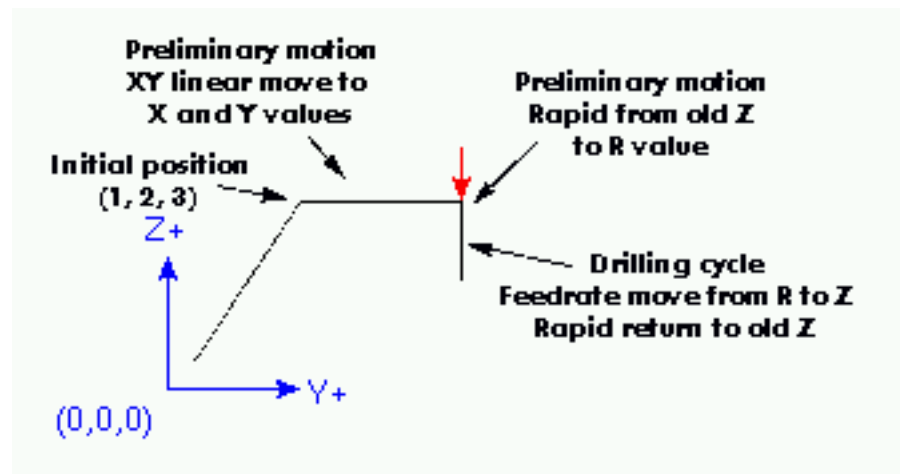 Preliminary motion
XY linear move to
X and Y values
Preliminary motion
Rapid from old Z
to R value
Initial position
(1, 2, 3)
Z+
Drilling cycle
Feedrate move from R to Z
Rapid return to old Z
Y+
(0,0,0)